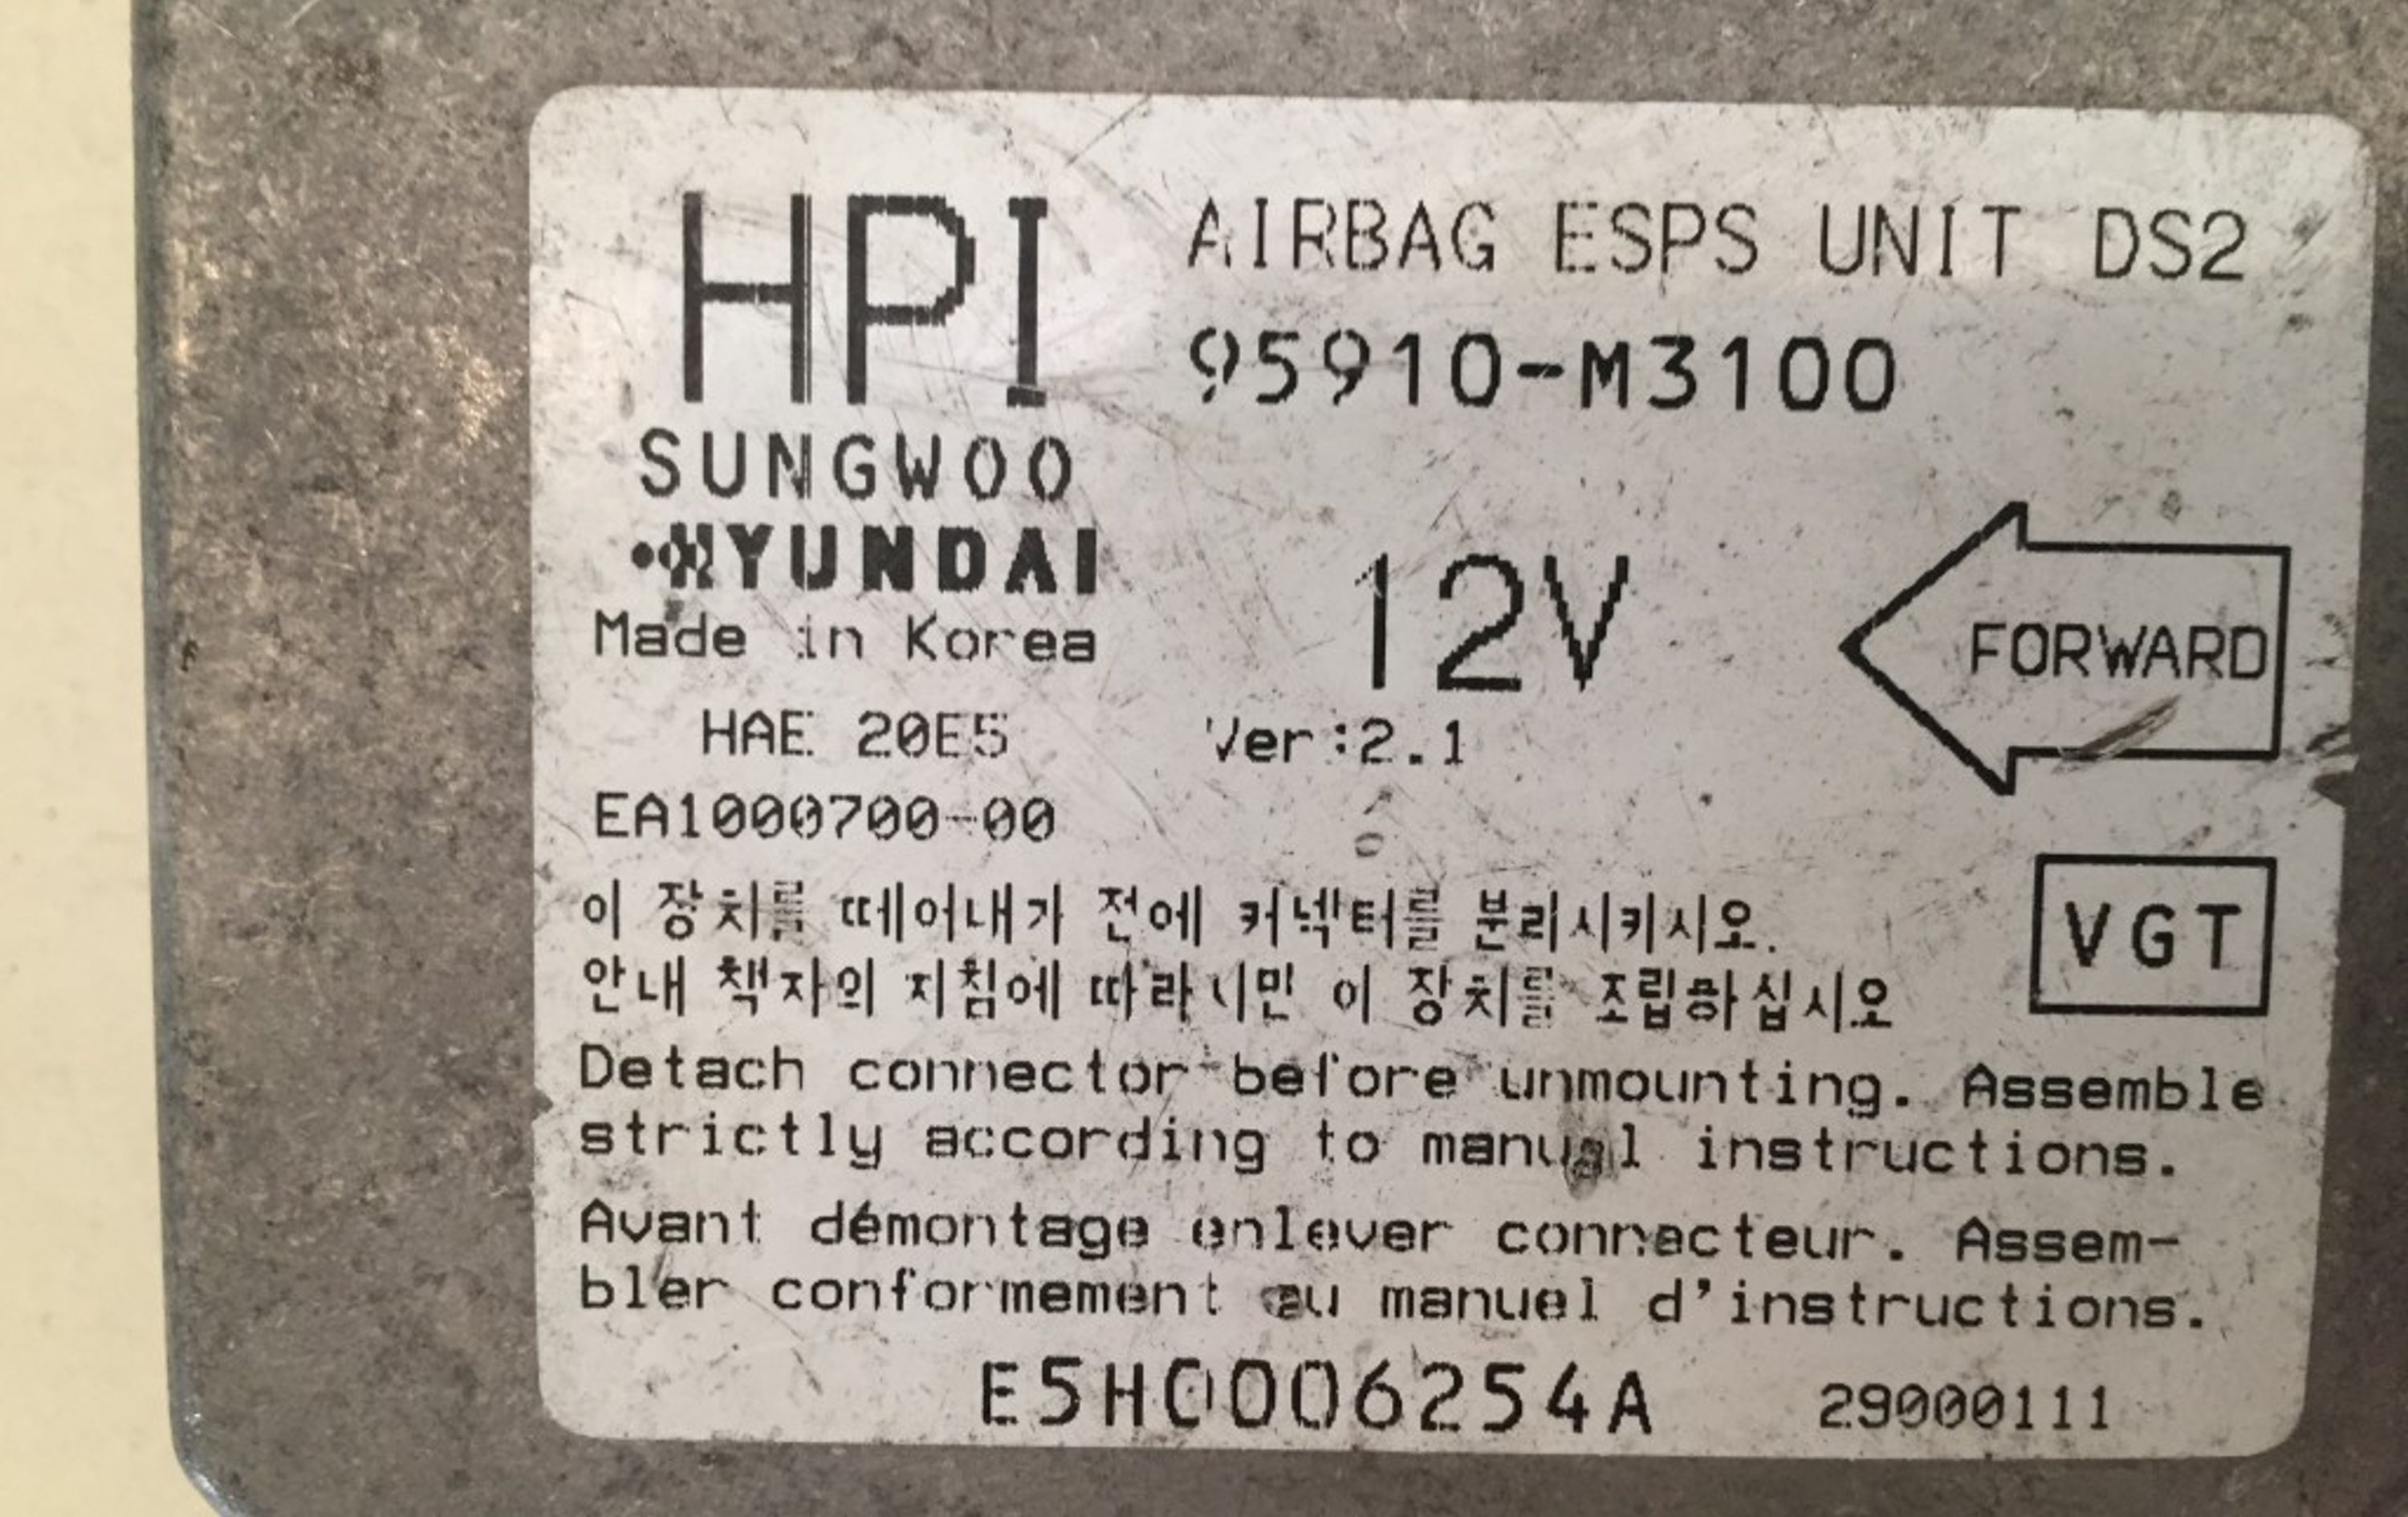 HPI
AIRBAG ESPS UNIT DS2
95910-M3100
SUNGWOO
HYUNDAI
Made in Korea
12V
FORWARD
HAE 20E5
Ver:2.1
EA1000700-00
VGT
이 장치를 떼어내기 전에 커넥터를 분리시키시오.
안내 책자의 지침에 따라서만 이 장치를 조립하십시오
Detach connector before unmounting. Assemble
strictly according to manual instructions.
Avant démontage enlever connecteur. Assem-
bler conformement au manuel d'instructions.
E5HC0006254A
29000111